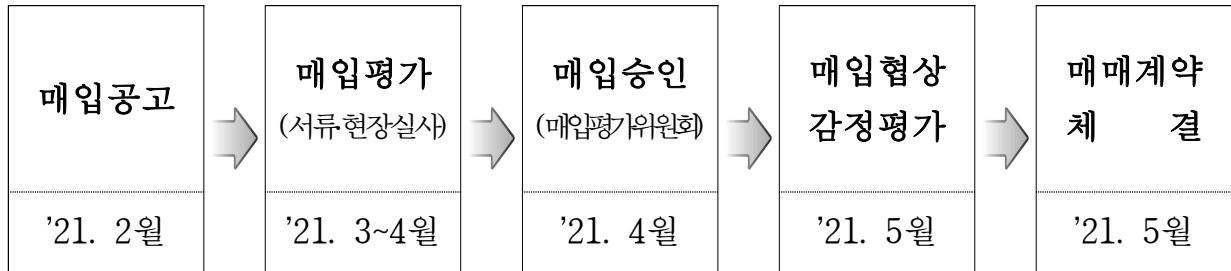 매입공고
'21. 2월
매입평가
(서류·현장실사)
'21. 3~4월
매입승인
(매입평가위원회)
'21. 4월
매입협상
감정평가
'21. 5월
매매계약
체 결
'21. 5월